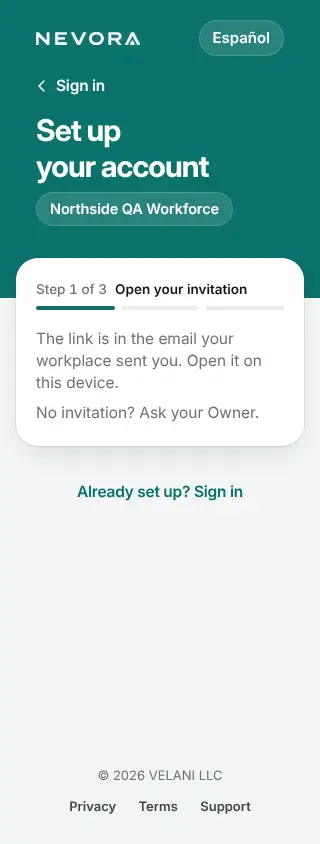 NEVORA
Español
Sign in
Set up
your account
Northside QA Workforce
Step 1 of 3 Open your invitation
The link is in the email your
workplace sent you. Open it on
this device.
No invitation? Ask your Owner.
Already set up? Sign in
© 2026 VELANI LLC
Privacy Terms Support